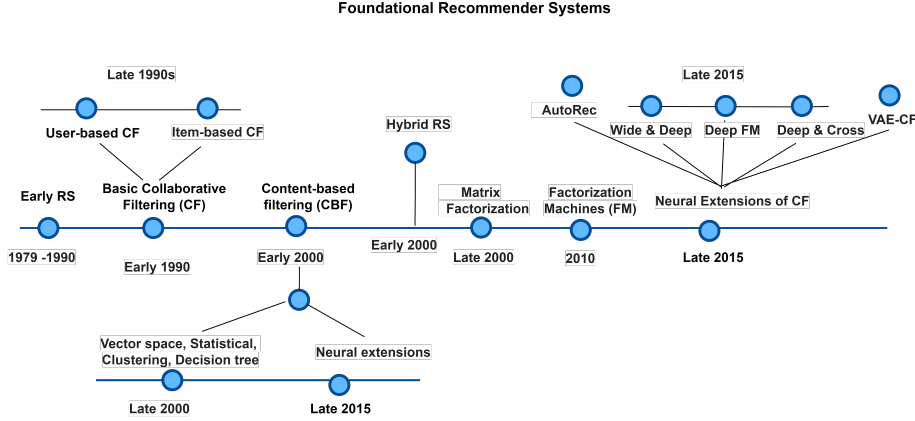 Foundational Recommender Systems
Late 1990s
Late 2015
AutoRec
VAE-CF
Hybrid RS
User-based CF
Item-based CF
Wide & Deep
Deep FM
Deep & Cross
Early RS
Basic Collaborative
Filtering (CF)
Content-based
filtering (CBF)
Matrix
Factorization
Factorization
Machines (FM)
Neural Extensions of CF
1979 -1990
Early 1990
Early 2000
Early 2000
Late 2000
2010
Late 2015
Vector space, Statistical,
Clustering, Decision tree
Neural extensions
Late 2000
Late 2015